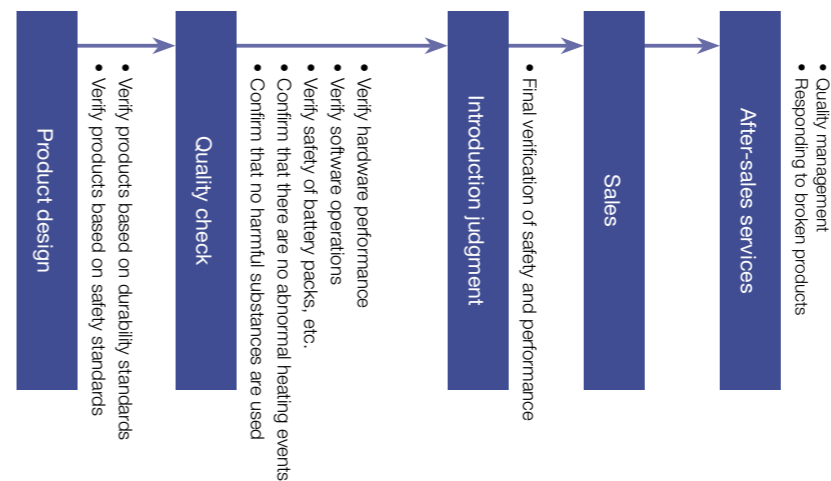 Product design
• Verify products based on durability standards
• Verify products based on safety standards
Quality check
• Verify hardware performance
• Verify software operations
• Verify safety of battery packs, etc.
• Confirm that there are no abnormal heating events
• Confirm that no harmful substances are used
Introduction judgment
• Final verification of safety and performance
Sales
After-sales services
• Quality management
• Responding to broken products